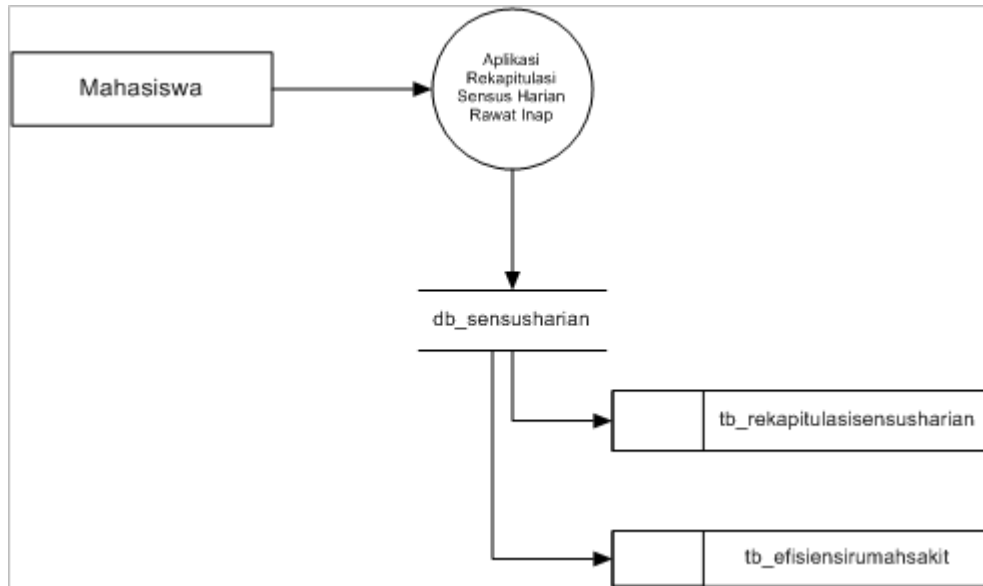 Mahasiswa
Aplikasi
Rekapitulasi
Sensus Harian
Rawat Inap
db_sensusharian
tb_rekapitulasisensusharian
tb_efisiensirumahsakit